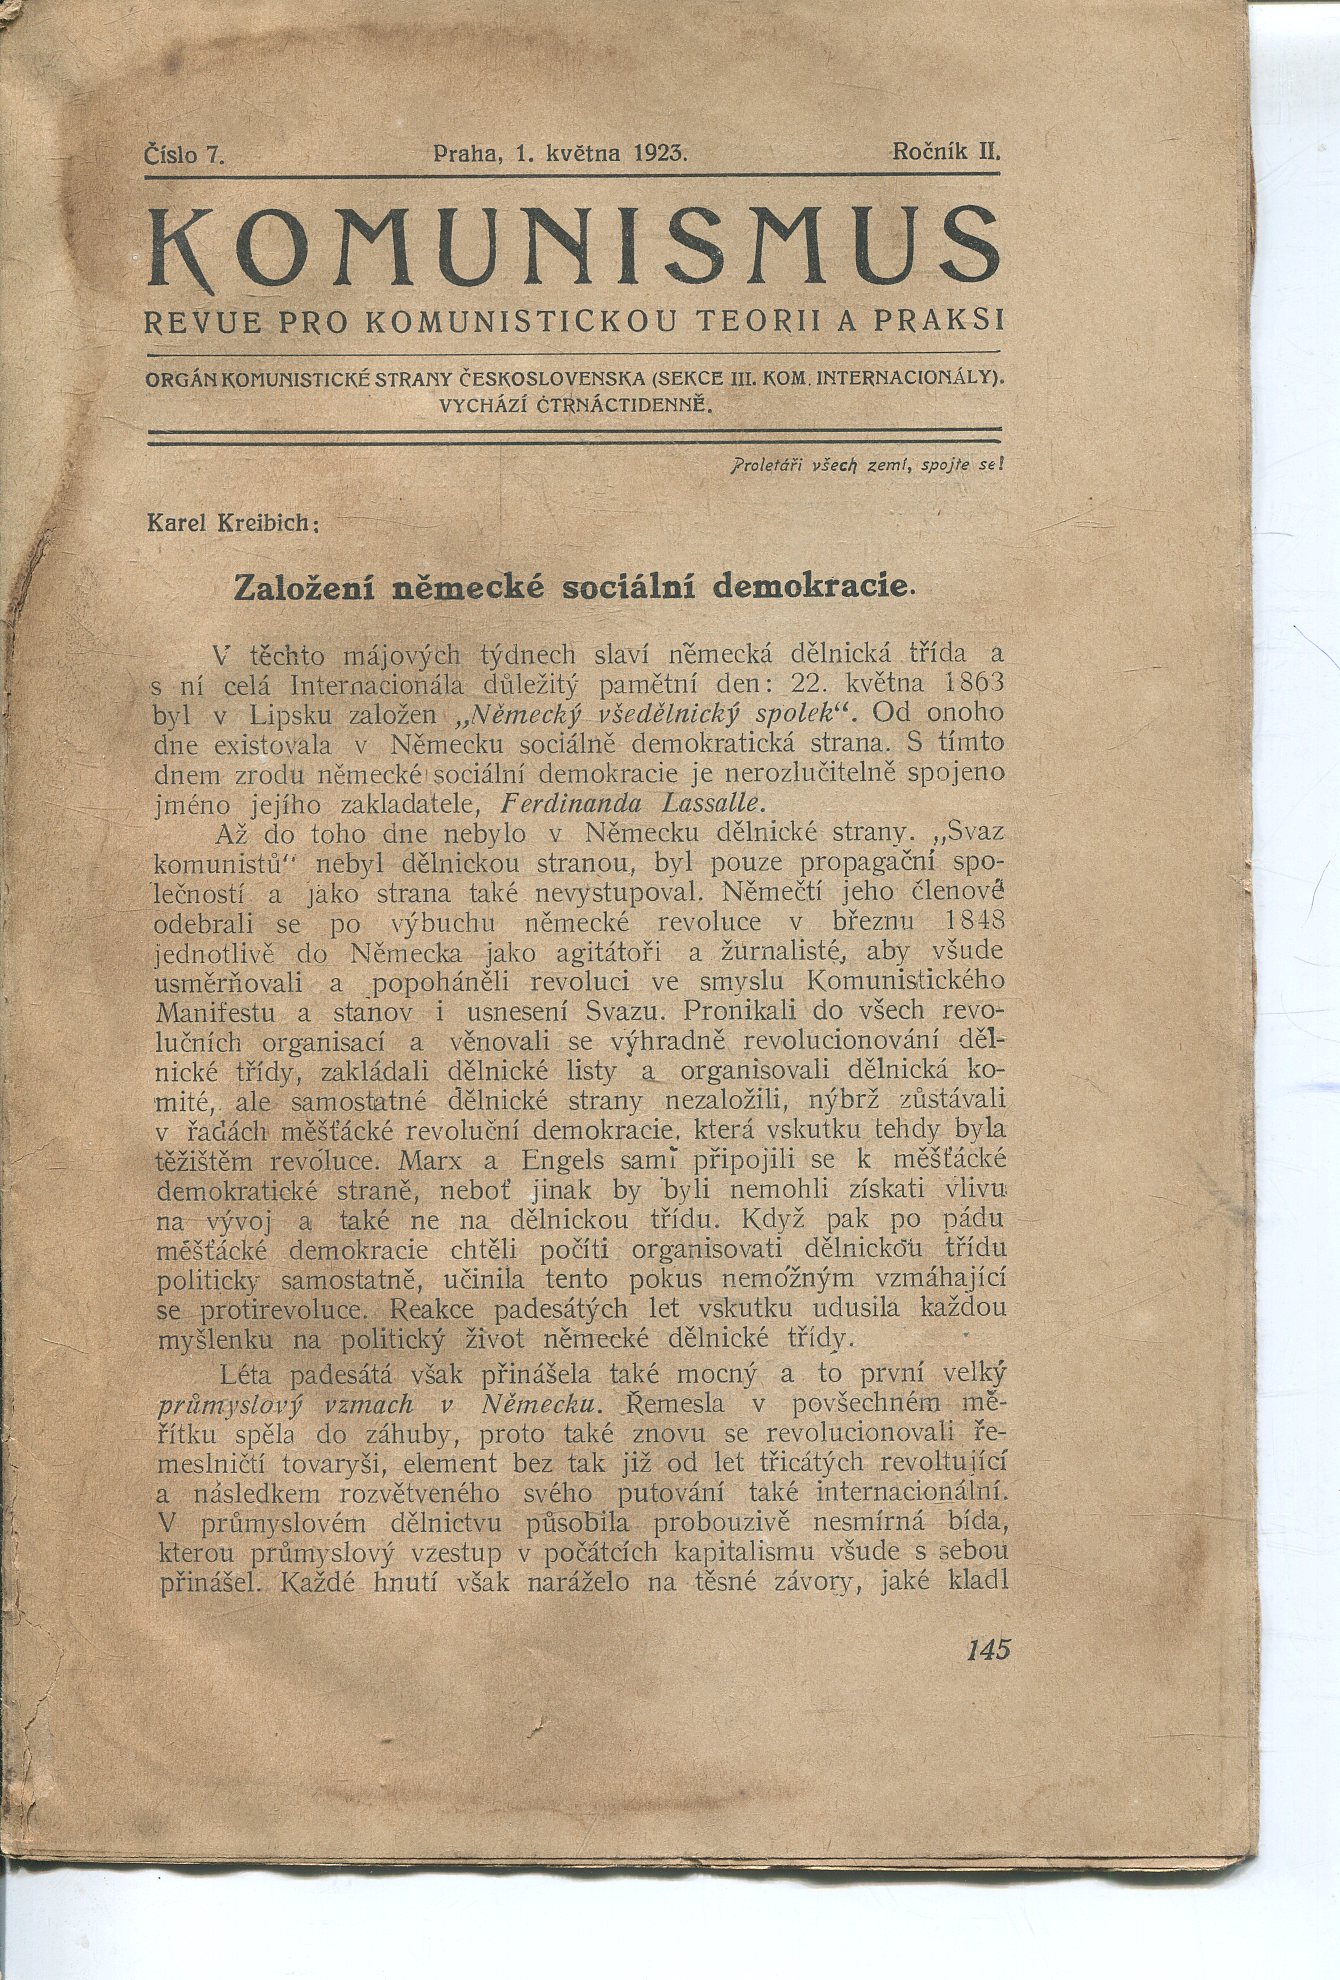 Číslo 7. Praha, 1. května 1923. Ročník II.
KOMUNISMUS
REVUE PRO KOMUNISTICKOU TEORII A PRAKSI
ORGÁN KOMUNISTICKÉ STRANY ČESKOSLOVENSKA (SEKCE III. KOM. INTERNACIONÁLY).
VYCHÁZÍ ČTRNÁCTIDENNĚ.
Proletáři všech zemí, spojte se!
Karel Kreibich:
Založení německé sociální demokracie.
V těchto májových týdnech slaví německá dělnická třída a
s ní celá Internacionála důležitý pamětní den: 22. května 1863
byl v Lipsku založen „Německý všedělnický spolek“. Od onoho
dne existovala v Německu sociálně demokratická strana. S tímto
dnem zrodu německé sociální demokracie je nerozlučitelně spojeno
jméno jejího zakladatele, Ferdinanda Lassalle.
Až do toho dne nebylo v Německu dělnické strany. „Svaz
komunistů“ nebyl dělnickou stranou, byl pouze propagační spo-
lečností a jako strana také nevystupoval. Němečtí jeho členové
odebrali se po výbuchu německé revoluce v březnu 1848
jednotlivě do Německa jako agitátoři a žurnalisté, aby všude
usměrňovali a popoháněli revoluci ve smyslu Komunistického
Manifestu a stanov i usnesení Svazu. Pronikali do všech revo-
lučních organisací a věnovali se výhradně revolucionování děl-
nické třídy, zakládali dělnické listy a organisovali dělnická ko-
mité, ale samostatné dělnické strany nezaložili, nýbrž zůstávali
v řadách měšťácké revoluční demokracie, která vskutku tehdy byla
těžištěm revoluce. Marx a Engels sami připojili se k měšťácké
demokratické straně, neboť jinak by byli nemohli získati vlivu
na vývoj a také ne na dělnickou třídu. Když pak po pádu
měšťácké demokracie chtěli počíti organisovati dělnickou třídu
politicky samostatně, učinila tento pokus nemožným vzmáhající
se protirevoluce. Reakce padesátých let vskutku udusila každou
myšlenku na politický život německé dělnické třídy.
Léta padesátá však přinášela také mocný a to první velký
průmyslový vzmach v Německu. Řemesla v povšechném mě-
řítku spěla do záhuby, proto také znovu se revolucionovali ře-
meslničtí tovaryši, element bez tak již od let třicátých revoltující
a následkem rozvětveného svého putování také internacionální.
V průmyslovém dělnictvu působila probouzivě nesmírná bída,
kterou průmyslový vzestup v počátcích kapitalismu všude s sebou
přinášel. Každé hnutí však naráželo na těsné závory, jaké kladl
145